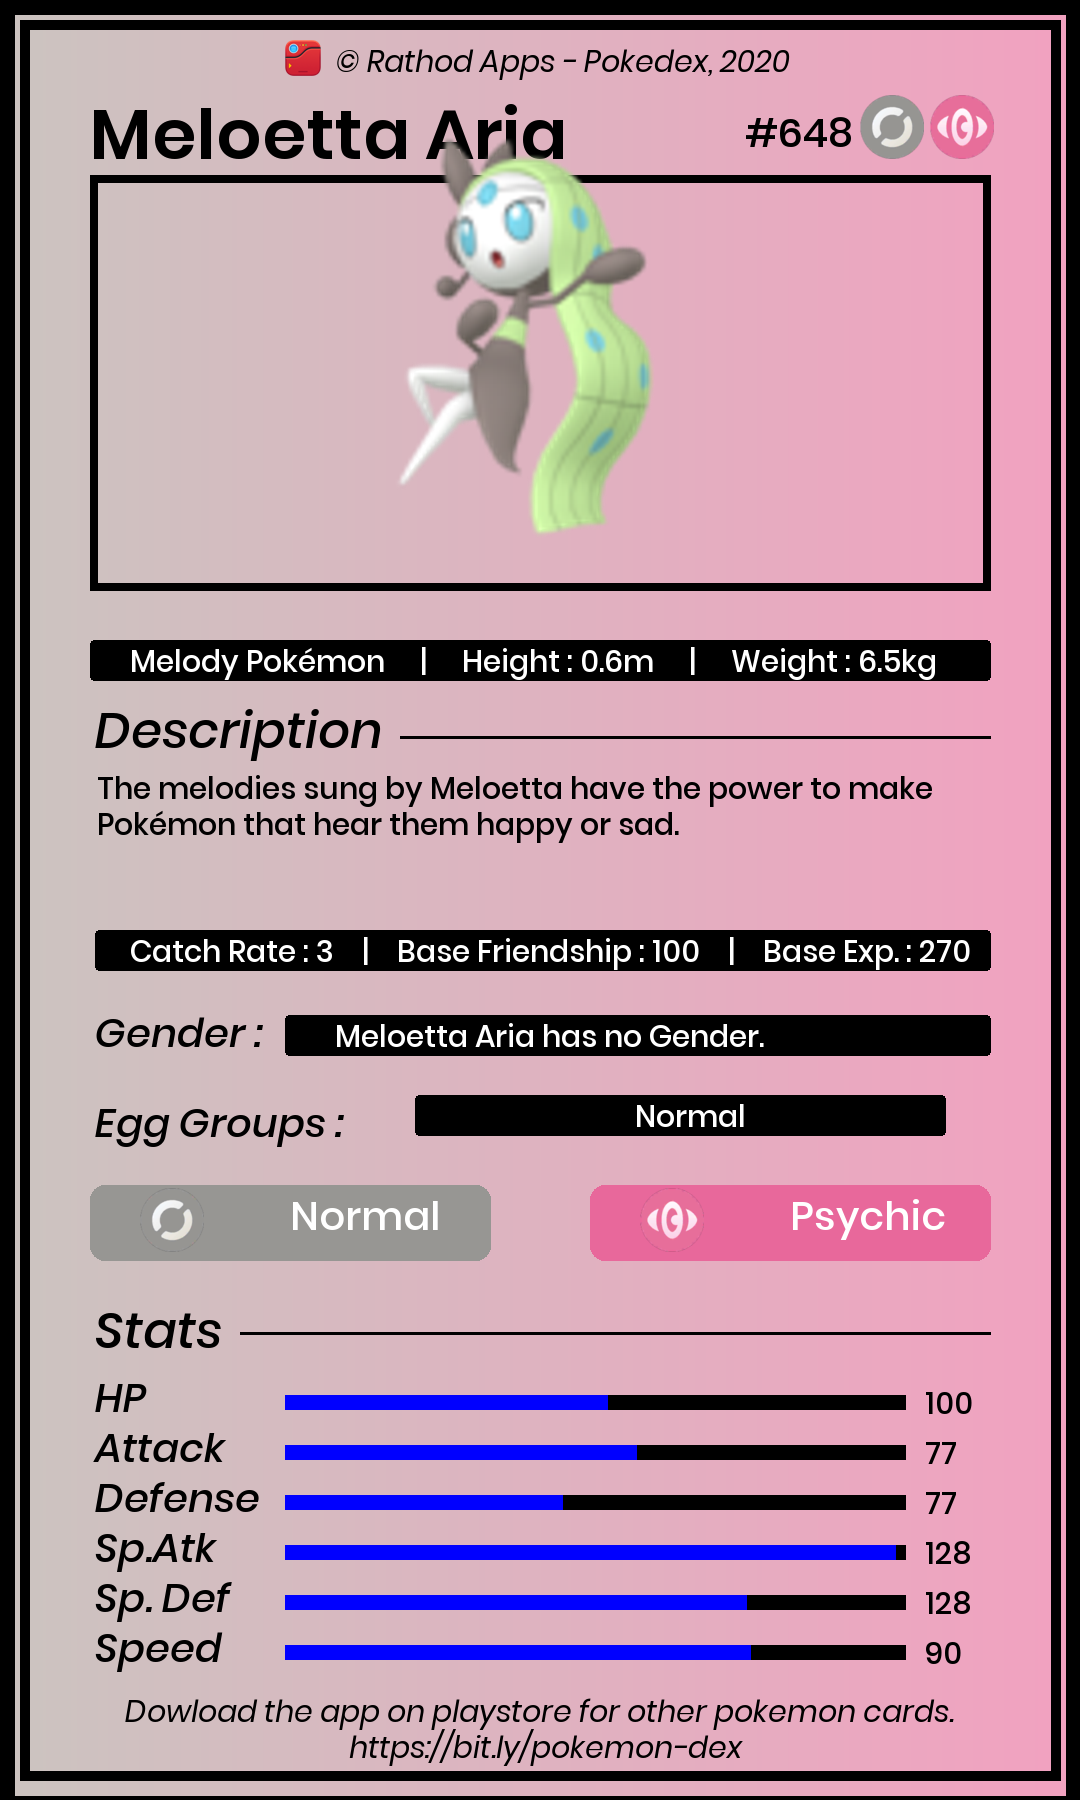 © Rathod Apps - Pokedex, 2020
Meloetta Aria #648
Melody Pokémon | Height : 0.6m | Weight : 6.5kg
Description
The melodies sung by Meloetta have the power to make
Pokémon that hear them happy or sad.
Catch Rate : 3 | Base Friendship : 100 | Base Exp. : 270
Gender : Meloetta Aria has no Gender.
Egg Groups : Normal
Normal Psychic
Stats
HP 100
Attack 77
Defense 77
Sp.Atk 128
Sp. Def 128
Speed 90
Dowload the app on playstore for other pokemon cards.
https://bit.ly/pokemon-dex